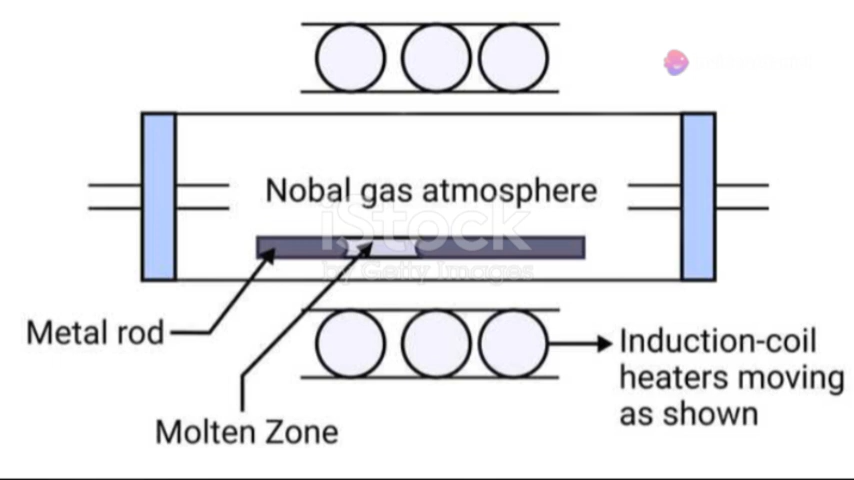 Nobal gas atmosphere
iStock
by Getty Images
Metal rod
Induction-coil
heaters moving
as shown
Molten Zone